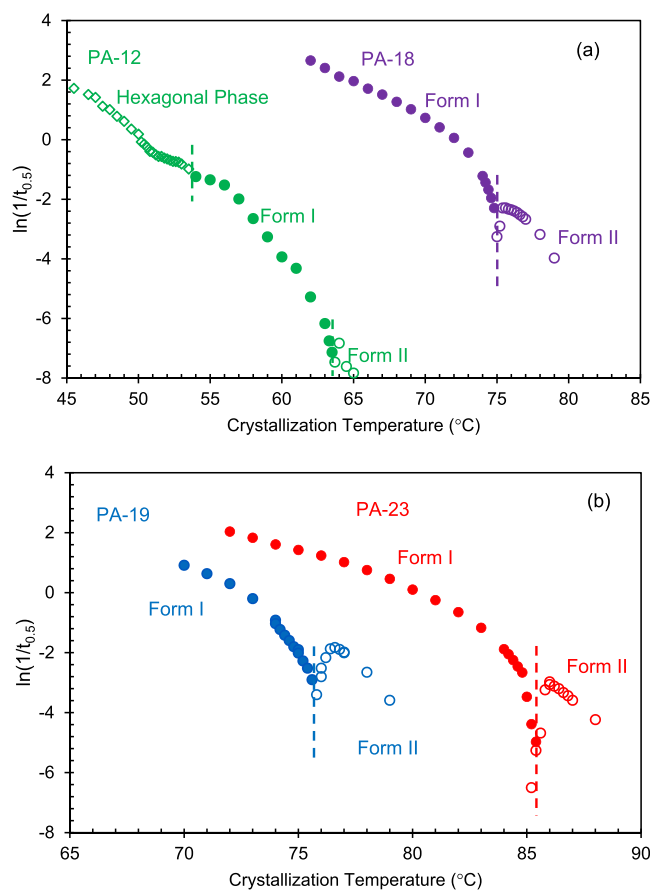 4
(a)
PA-12
PA-18
2
Hexagonal Phase
Form I
0
ln(1/t0.5)
-2
Form I
Form II
-4
-6
Form II
-8
45 50 55 60 65 70 75 80 85
Crystallization Temperature (°C)
4
(b)
PA-19
PA-23
2
Form I
0
Form I
ln(1/t0.5)
-2
Form II
-4
Form II
-6
-8
65 70 75 80 85 90
Crystallization Temperature (°C)